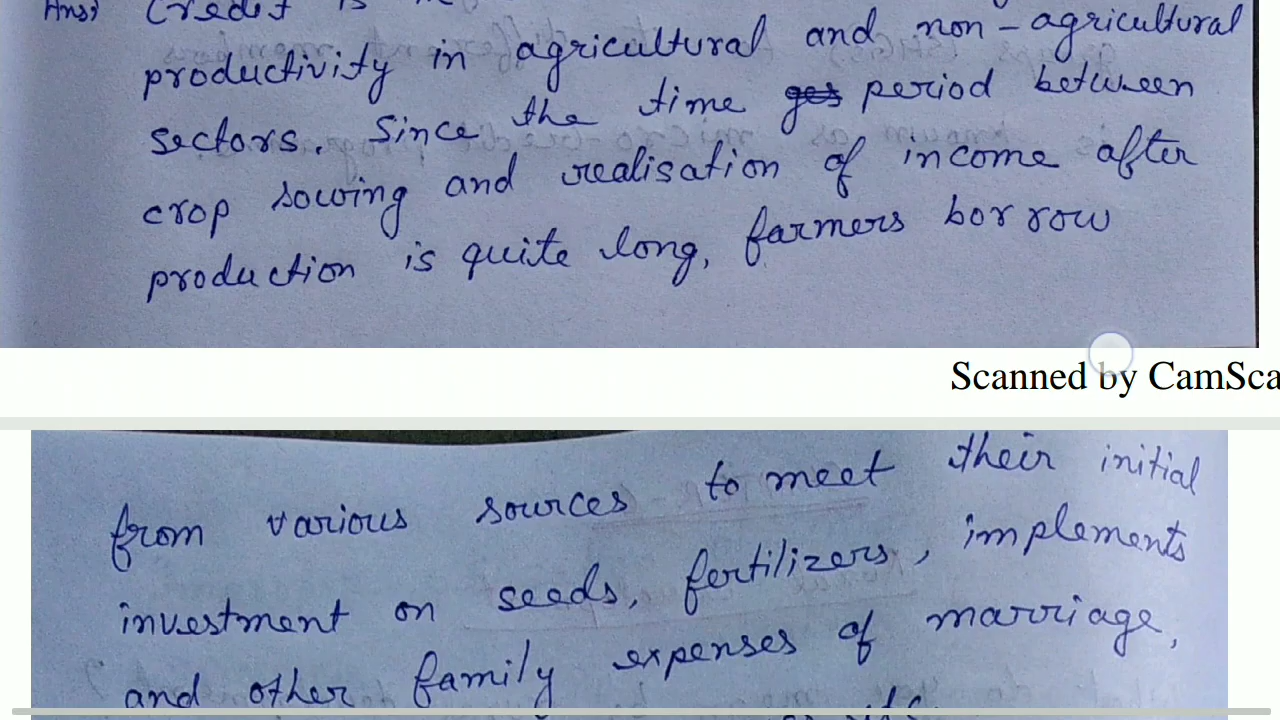 Ans) Credit is
productivity in agricultural and non-agricultural
sectors. Since the time period between
crop sowing and realisation of income after
production is quite long, farmers borrow
Scanned by CamSca
from various sources to meet their initial
investment on seeds, fertilizers, implements
and other family expenses of marriage,